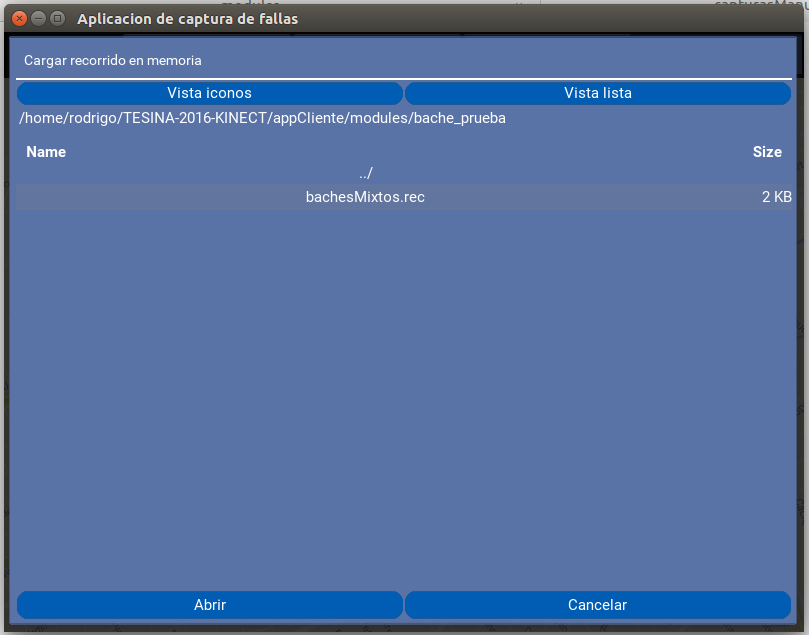 Aplicacion de captura de fallas
Cargar recorrido en memoria
Vista iconos Vista lista
/home/rodrigo/TESINA-2016-KINECT/appCliente/modules/bache_prueba
Name Size
../
bachesMixtos.rec 2 KB
Abrir Cancelar